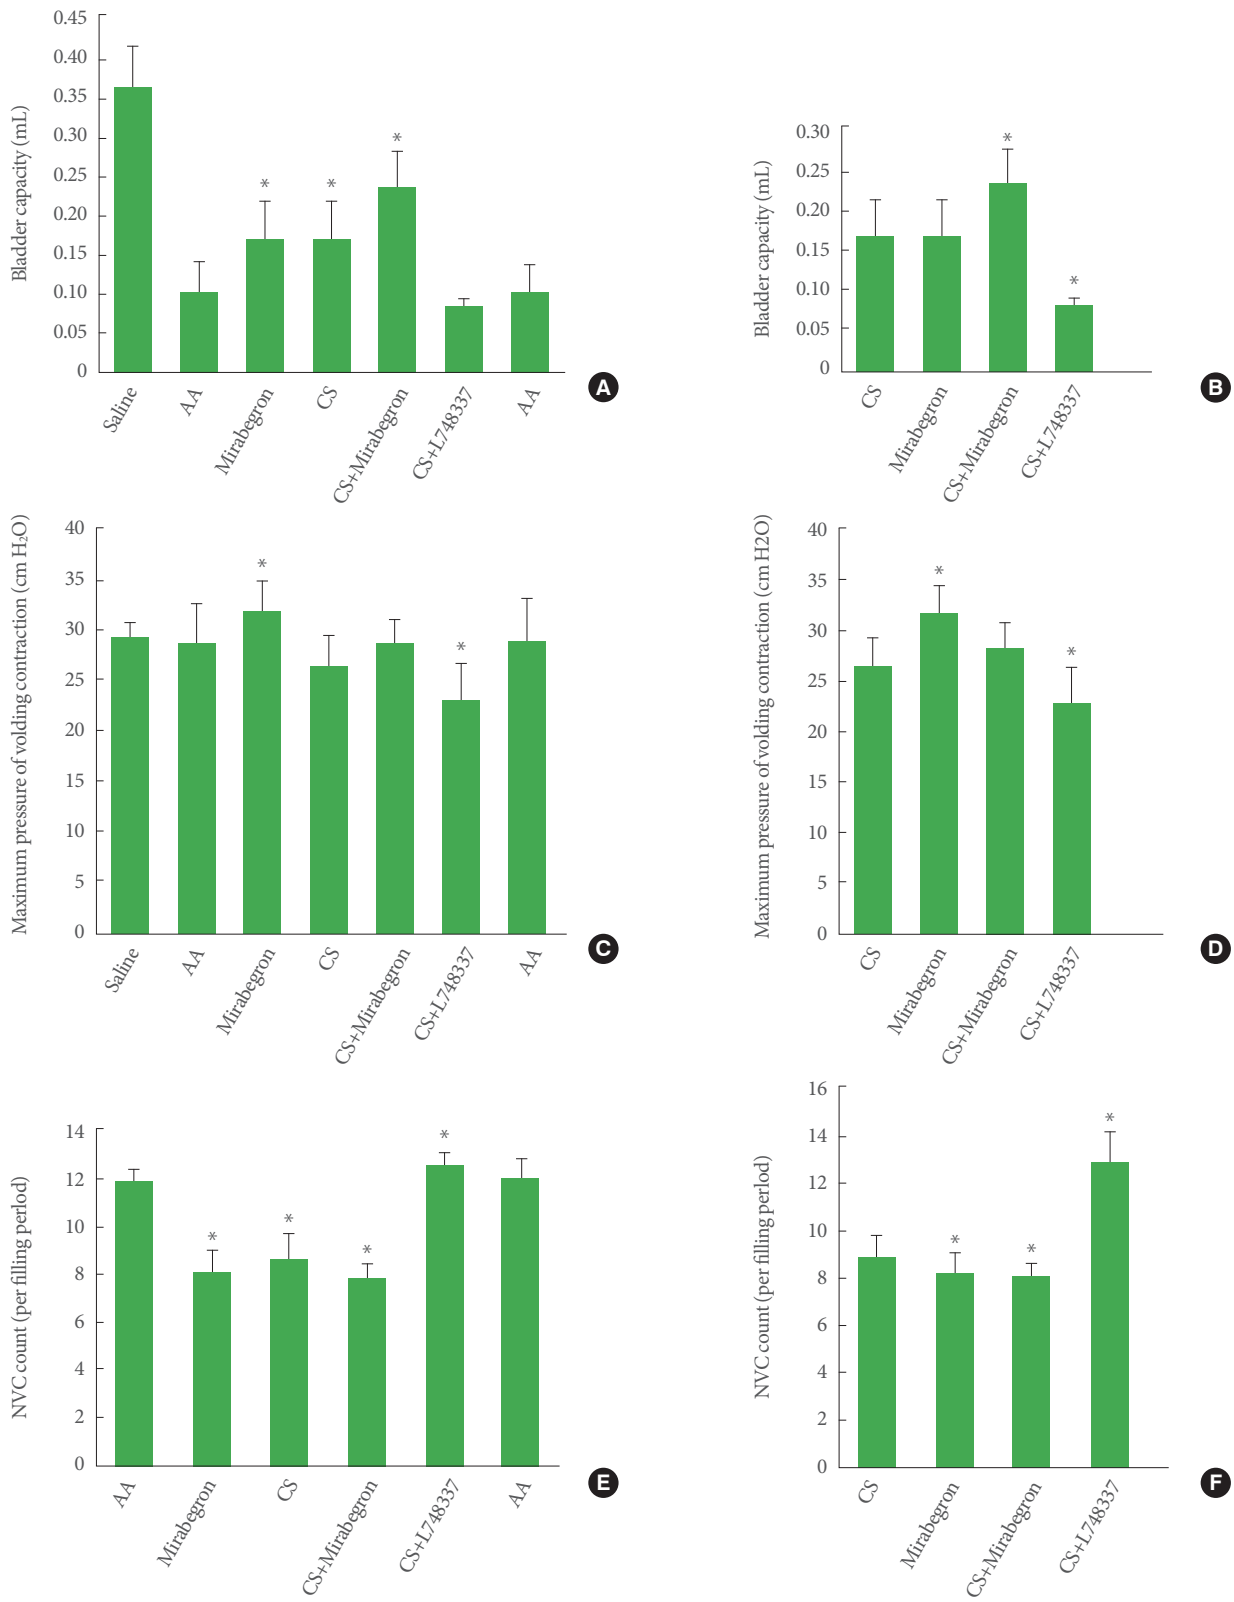 Bladder capacity (mL)
0.45
0.40
0.35
0.30
0.25
0.20
0.15
0.10
0.05
0
*
*
*
Saline
AA
Mirabegron
CS
CS+Mirabegron
CS+L748337
AA
A
Bladder capacity (mL)
0.30
0.25
0.20
0.15
0.10
0.05
0
*
*
CS
Mirabegron
CS+Mirabegron
CS+L748337
B
Maximum pressure of volding contraction (cm H₂O)
40
35
30
25
20
15
10
5
0
*
*
Saline
AA
Mirabegron
CS
CS+Mirabegron
CS+L748337
AA
C
Maximum pressure of volding contraction (cm H2O)
40
35
30
25
20
15
10
5
0
*
*
CS
Mirabegron
CS+Mirabegron
CS+L748337
D
NVC count (per filling perlod)
14
12
10
8
6
4
2
0
*
*
*
*
AA
Mirabegron
CS
CS+Mirabegron
CS+L748337
AA
E
NVC count (per filling perlod)
16
14
12
10
8
6
4
2
0
*
*
*
CS
Mirabegron
CS+Mirabegron
CS+L748337
F